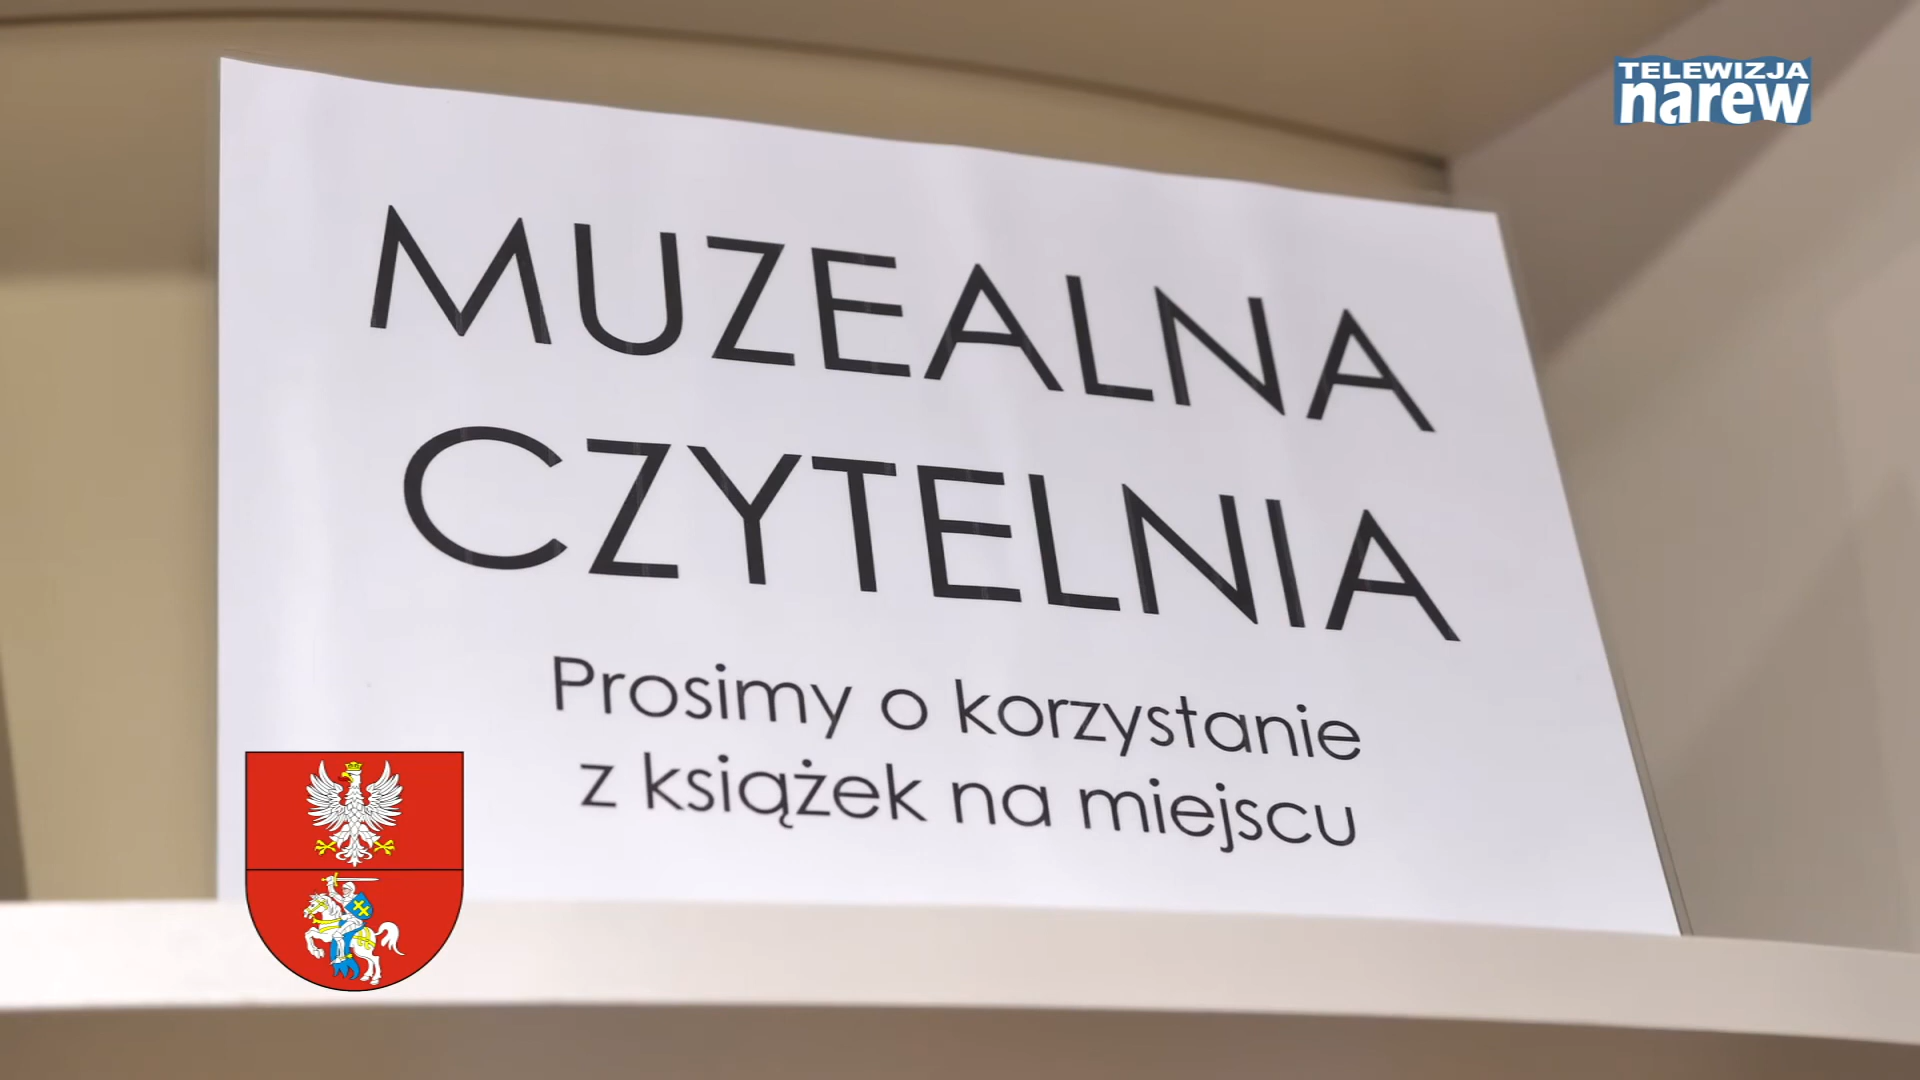 TELEWIZJA
narew
MUZEALNA
CZYTELNIA
Prosimy o korzystanie
z książek na miejscu